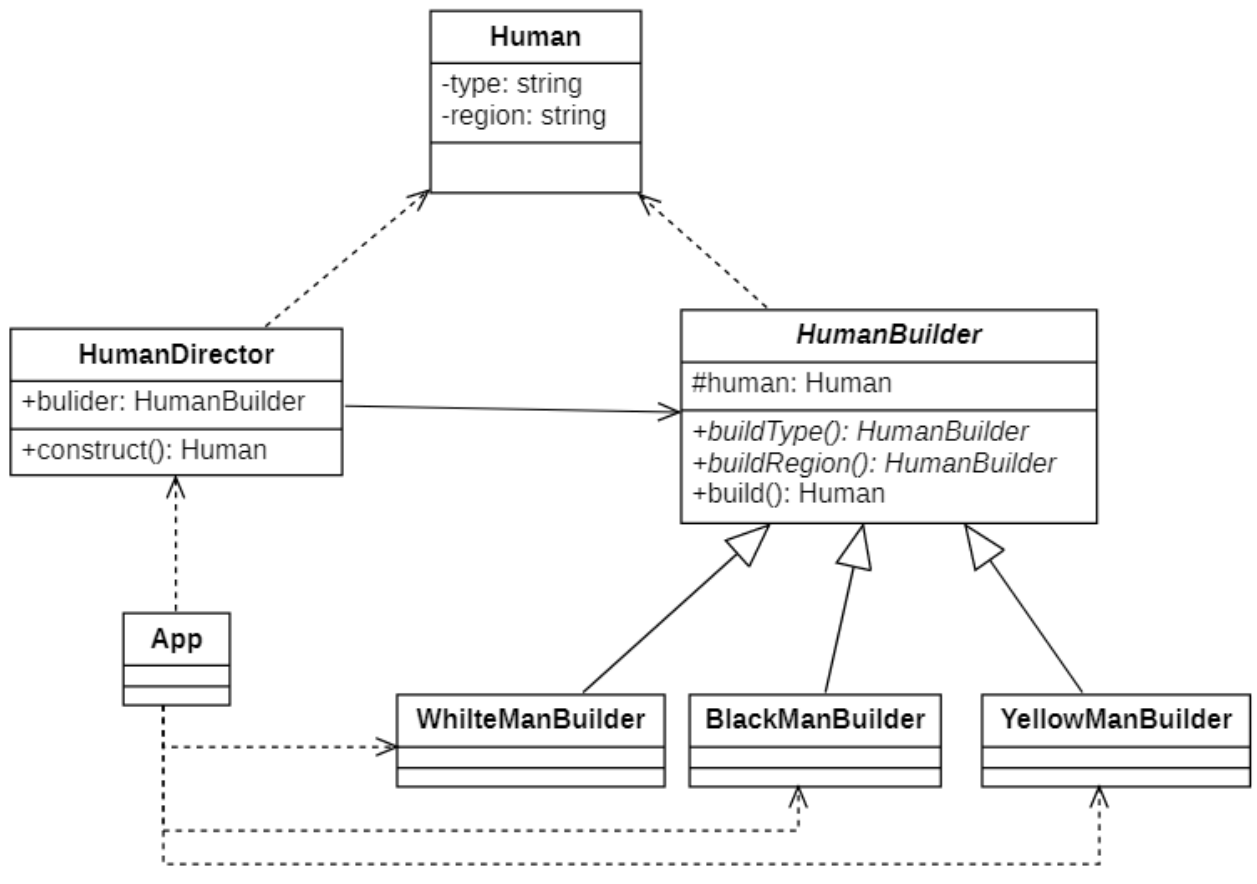 Human
-type: string
-region: string
HumanDirector
+bulider: HumanBuilder
+construct(): Human
HumanBuilder
#human: Human
+buildType(): HumanBuilder
+buildRegion(): HumanBuilder
+build(): Human
App
WhilteManBuilder
BlackManBuilder
YellowManBuilder